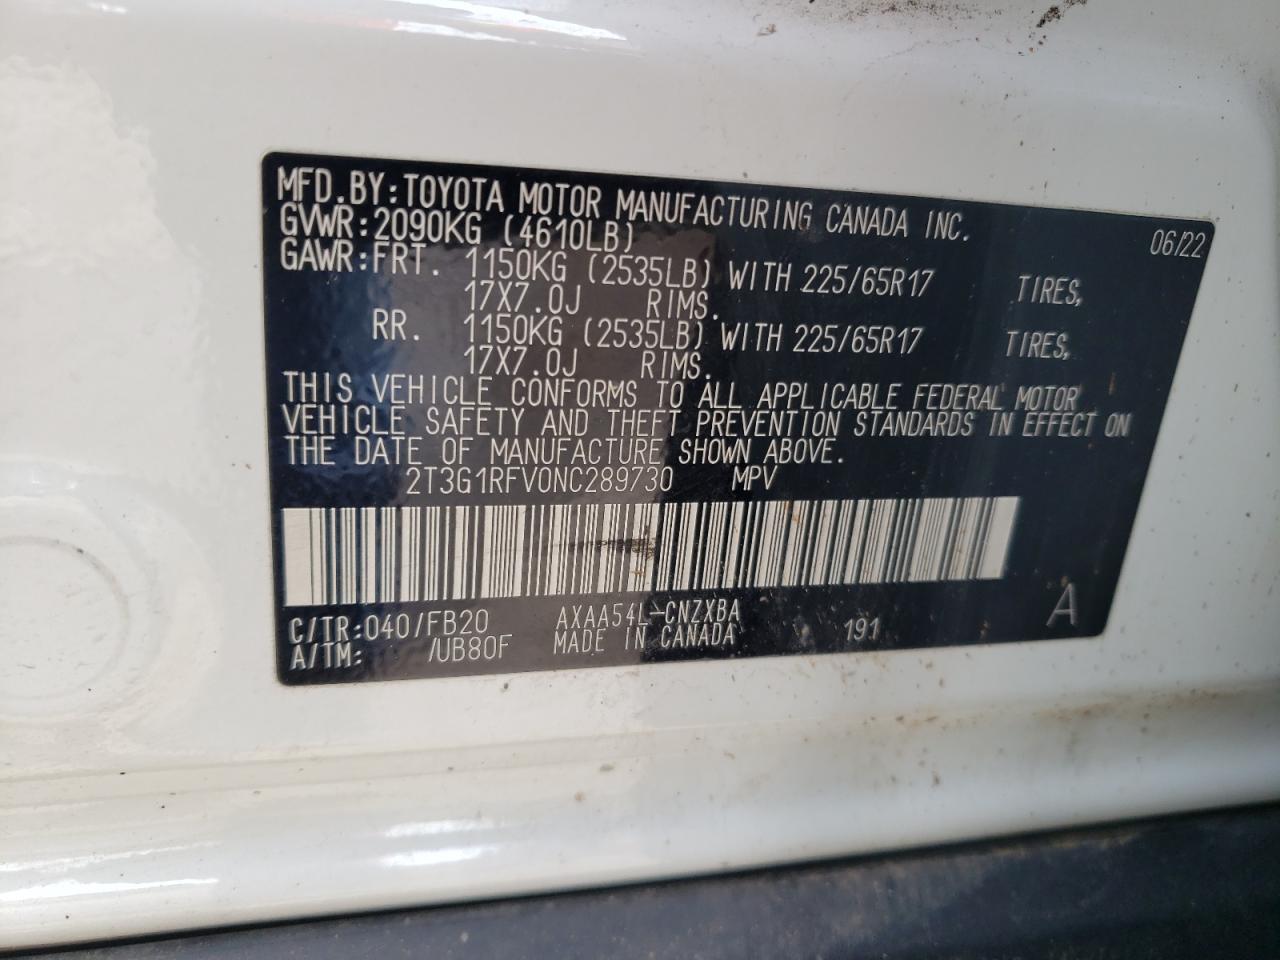 MFD.BY:TOYOTA MOTOR MANUFACTURING CANADA INC.
GVWR:2090KG (4610LB) 06/22
GAWR:FRT. 1150KG (2535LB) WITH 225/65R17 TIRES,
17X7.0J RIMS.
RR. 1150KG (2535LB) WITH 225/65R17 TIRES,
17X7.0J RIMS.
THIS VEHICLE CONFORMS TO ALL APPLICABLE FEDERAL MOTOR
VEHICLE SAFETY AND THEFT PREVENTION STANDARDS IN EFFECT ON
THE DATE OF MANUFACTURE SHOWN ABOVE.
2T3G1RFV0NC289730 MPV
C/TR:040/FB20 AXAA54L-CNZXBA A
A/TM: /UB80F MADE IN CANADA 191